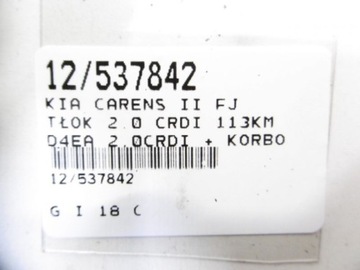 12/537842
KIA CARENS II FJ
TŁOK 2.0 CRDI 113KM
D4EA 2.0CRDI + KORBO
12/537842
G I 18 C